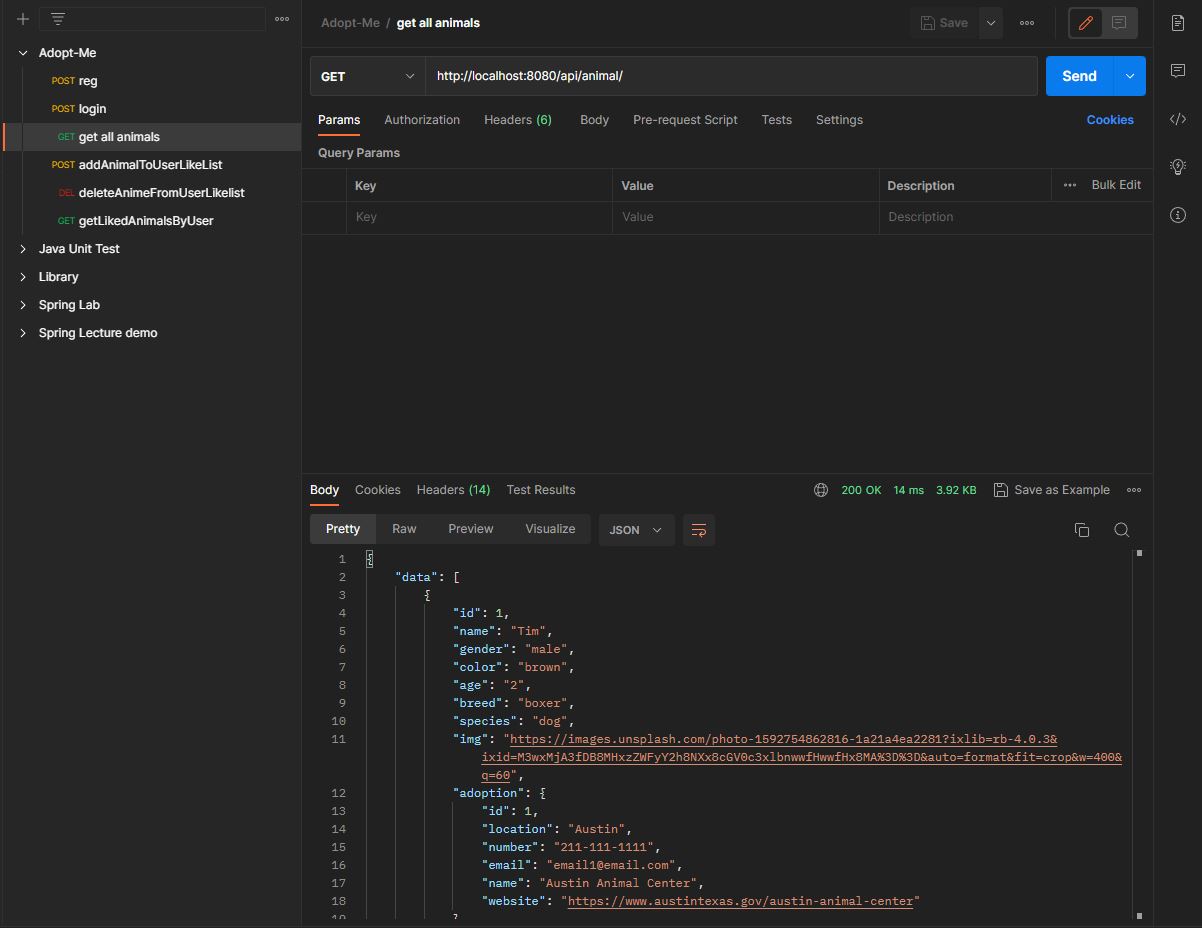 Adopt-Me / get all animals
Save
Adopt-Me
POST reg
POST login
GET get all animals
POST addAnimalToUserLikeList
DEL deleteAnimeFromUserLikelist
GET getLikedAnimalsByUser
Java Unit Test
Library
Spring Lab
Spring Lecture demo
GET http://localhost:8080/api/animal/ Send
Params Authorization Headers (6) Body Pre-request Script Tests Settings Cookies
Query Params
Key Value Description Bulk Edit
Key Value Description
Body Cookies Headers (14) Test Results 200 OK 14 ms 3.92 KB Save as Example
Pretty Raw Preview Visualize JSON
1 {
2 "data": [
3 {
4 "id": 1,
5 "name": "Tim",
6 "gender": "male",
7 "color": "brown",
8 "age": "2",
9 "breed": "boxer",
10 "species": "dog",
11 "img": "https://images.unsplash.com/photo-1592754862816-1a21a4ea2281?ixlib=rb-4.0.3&
ixid=M3wxMjA3fDB8MHxzZWFyY2h8NXx8cGV0c3xlbnwwfHwwfHx8MA%3D%3D&auto=format&fit=crop&w=400&
q=60",
12 "adoption": {
13 "id": 1,
14 "location": "Austin",
15 "number": "211-111-1111",
16 "email": "email1@email.com",
17 "name": "Austin Animal Center",
18 "website": "https://www.austintexas.gov/austin-animal-center"
19 }